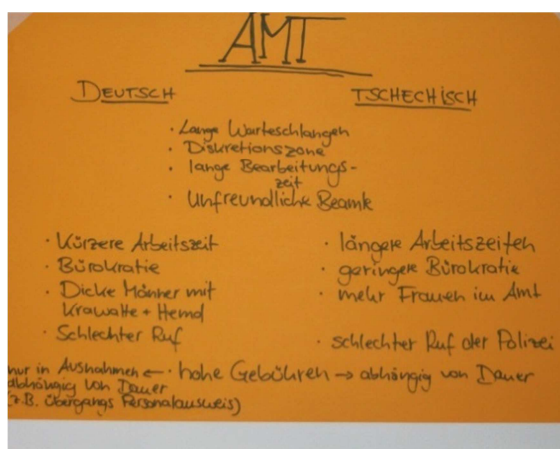 AMT
DEUTSCH
TSCHECHISCH
· Lange Warteschlangen
· Diskretionszone
· lange Bearbeitungs-
zeit
· Unfreundliche Beamte
· Kürzere Arbeitszeit
· Bürokratie
· Dicke Männer mit
Krawatte + Hemd
· Schlechter Ruf
· längere Arbeitszeiten
· geringere Bürokratie
· mehr Frauen im Amt
· schlechter Ruf der Polizei
nur in Ausnahmen ← · hohe Gebühren → abhängig von Dauer
abhängig von Dauer
(z.B. übergangs Personalausweis)